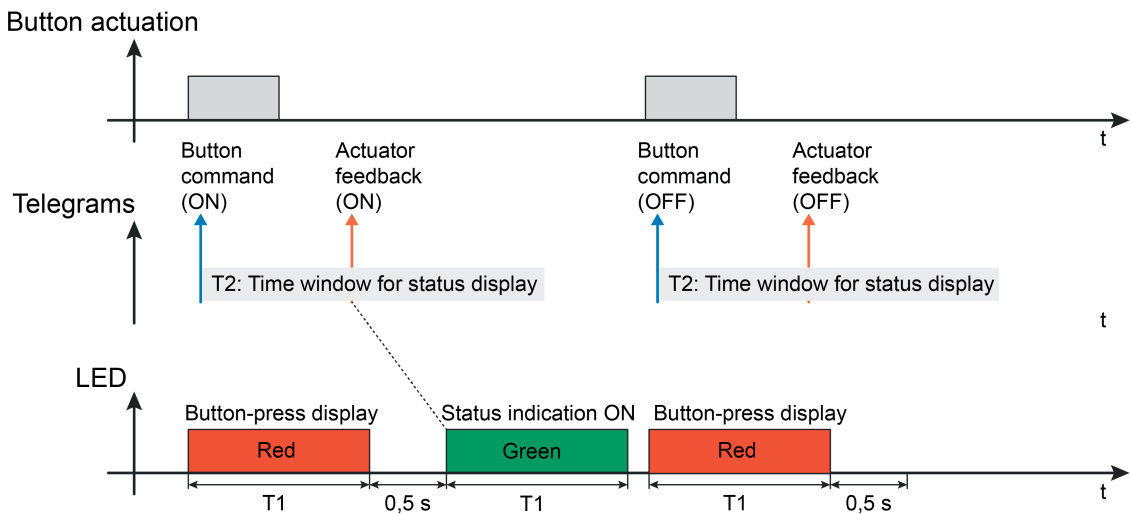 Button actuation
t
Button
command
(ON)
Actuator
feedback
(ON)
Button
command
(OFF)
Actuator
feedback
(OFF)
Telegrams
T2: Time window for status display
T2: Time window for status display
t
LED
Button-press display
Status indication ON
Button-press display
Red
Green
Red
t
T1
0,5 s
T1
T1
0,5 s